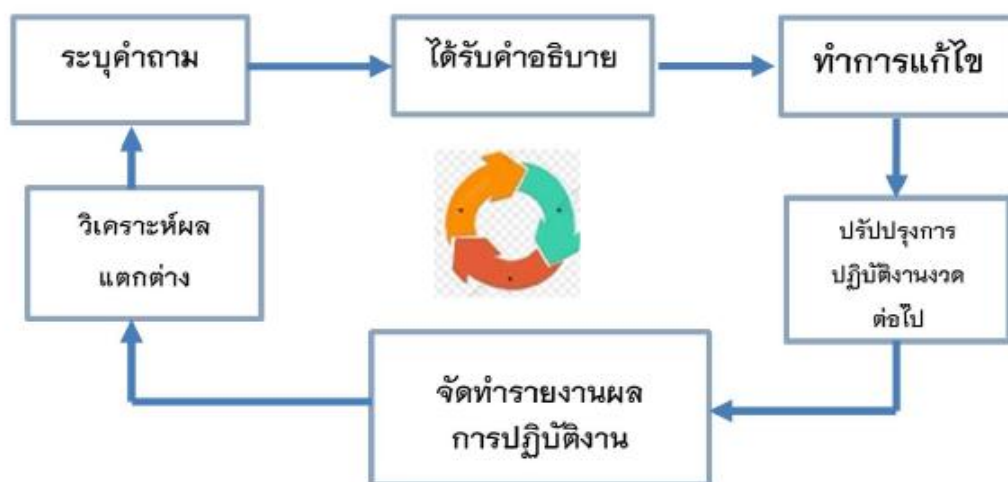 ระบุคำถาม
ได้รับคำอธิบาย
ทำการแก้ไข
วิเคราะห์ผล
แตกต่าง
ปรัปปรุงการ
ปฏิบัติงานงวด
ต่อไป
จัดทำรายงานผล
การปฏิบัติงาน